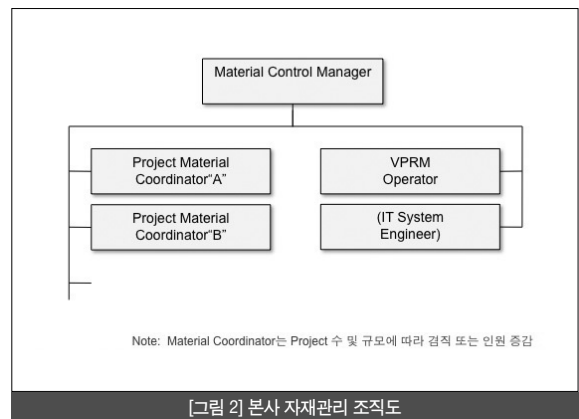 Material Control Manager
Project Material
Coordinator"A"
VPRM
Operator
Project Material
Coordinator"B"
(IT System
Engineer)
Note: Material Coordinator는 Project 수 및 규모에 따라 겸직 또는 인원 증감
[그림 2] 본사 자재관리 조직도